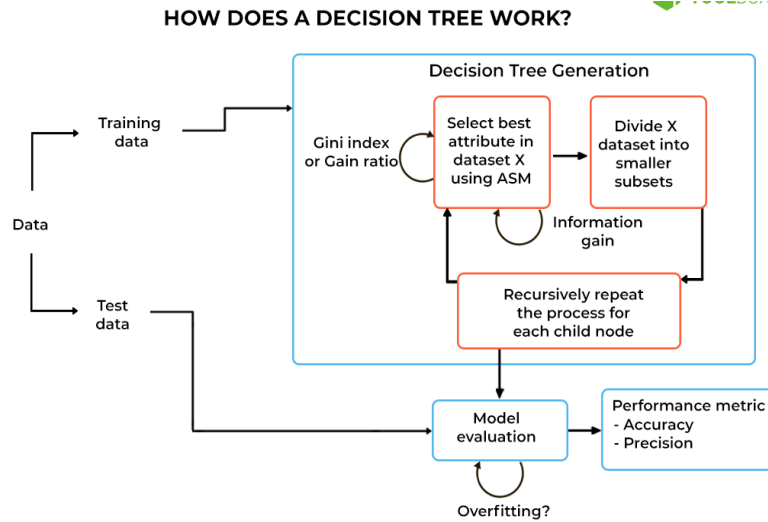 HOW DOES A DECISION TREE WORK?
Decision Tree Generation
Training
data
Gini index
or Gain ratio
Select best
attribute in
dataset X
using ASM
Divide X
dataset into
smaller
subsets
Data
Information
gain
Test
data
Recursively repeat
the process for
each child node
Model
evaluation
Performance metric
- Accuracy
- Precision
Overfitting?